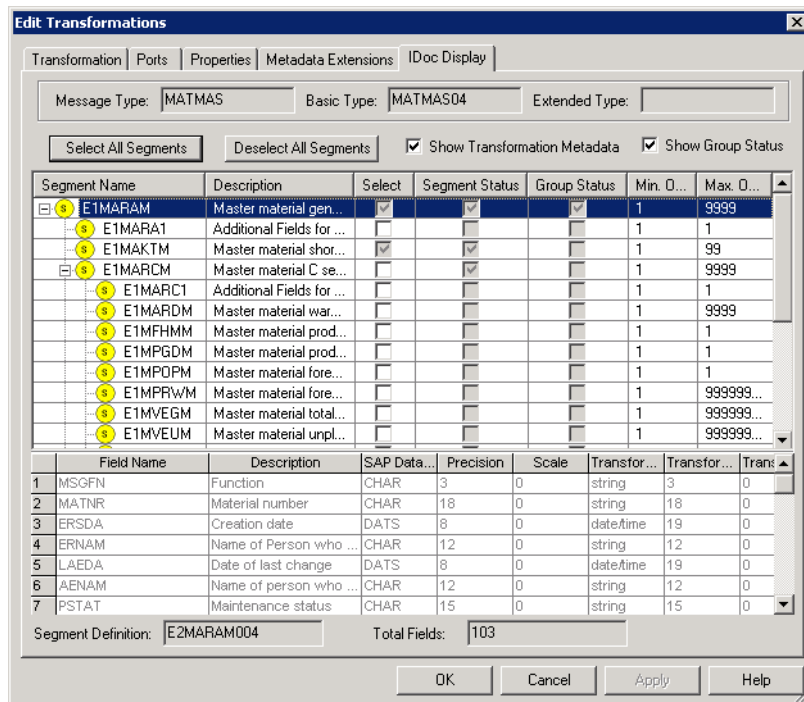 Edit Transformations
Transformation Ports Properties Metadata Extensions IDoc Display
Message Type: MATMAS Basic Type: MATMAS04 Extended Type:
Select All Segments Deselect All Segments Show Transformation Metadata Show Group Status
Segment Name Description Select Segment Status Group Status Min. O... Max. O...
E1MARAM Master material gen... 1 9999
E1MARA1 Additional Fields for ... 1 1
E1MAKTM Master material shor... 1 99
E1MARCM Master material C se... 1 9999
E1MARC1 Additional Fields for ... 1 1
E1MARDM Master material war... 1 9999
E1MFHMM Master material prod... 1 1
E1MPGDM Master material prod... 1 1
E1MPOPM Master material fore... 1 1
E1MPRWM Master material fore... 1 999999...
E1MVEGM Master material total... 1 999999...
E1MVEUM Master material unpl... 1 999999...
Field Name Description SAP Data... Precision Scale Transfor... Transfor... Trans
1 MSGFN Function CHAR 3 0 string 3 0
2 MATNR Material number CHAR 18 0 string 18 0
3 ERSDA Creation date DATS 8 0 date/time 19 0
4 ERNAM Name of Person who ... CHAR 12 0 string 12 0
5 LAEDA Date of last change DATS 8 0 date/time 19 0
6 AENAM Name of person who ... CHAR 12 0 string 12 0
7 PSTAT Maintenance status CHAR 15 0 string 15 0
Segment Definition: E2MARAM004 Total Fields: 103
OK Cancel Apply Help